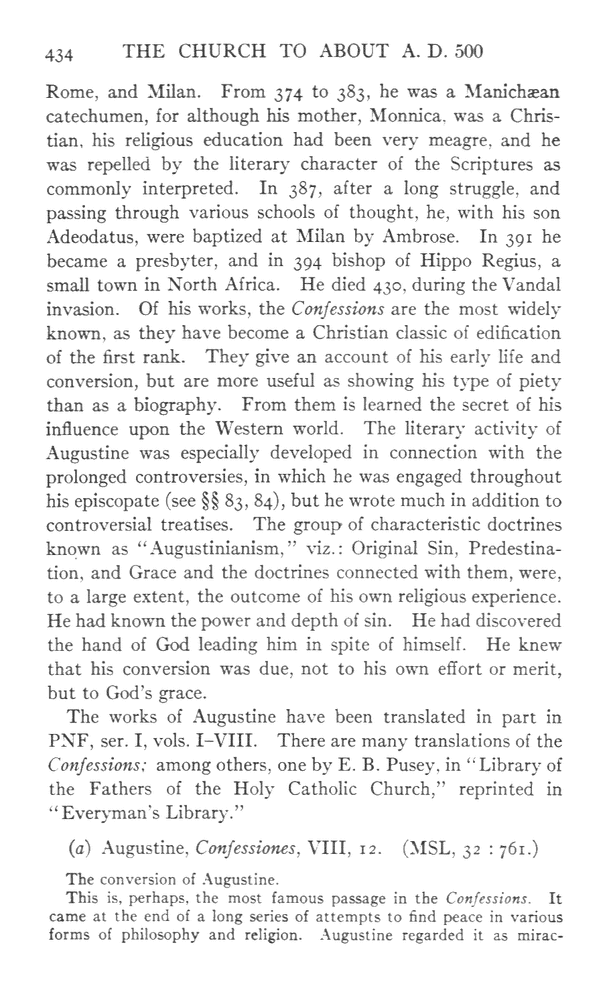 434 THE CHURCH TO ABOUT A. D. 500
Rome, and Milan. From 374 to 383, he was a Manichæan
catechumen, for although his mother, Monnica, was a Chris-
tian, his religious education had been very meagre, and he
was repelled by the literary character of the Scriptures as
commonly interpreted. In 387, after a long struggle, and
passing through various schools of thought, he, with his son
Adeodatus, were baptized at Milan by Ambrose. In 391 he
became a presbyter, and in 394 bishop of Hippo Regius, a
small town in North Africa. He died 430, during the Vandal
invasion. Of his works, the Confessions are the most widely
known, as they have become a Christian classic of edification
of the first rank. They give an account of his early life and
conversion, but are more useful as showing his type of piety
than as a biography. From them is learned the secret of his
influence upon the Western world. The literary activity of
Augustine was especially developed in connection with the
prolonged controversies, in which he was engaged throughout
his episcopate (see §§ 83, 84), but he wrote much in addition to
controversial treatises. The group of characteristic doctrines
known as “Augustinianism,” viz.: Original Sin, Predestina-
tion, and Grace and the doctrines connected with them, were,
to a large extent, the outcome of his own religious experience.
He had known the power and depth of sin. He had discovered
the hand of God leading him in spite of himself. He knew
that his conversion was due, not to his own effort or merit,
but to God’s grace.
The works of Augustine have been translated in part in
PNF, ser. I, vols. I–VIII. There are many translations of the
Confessions; among others, one by E. B. Pusey, in “Library of
the Fathers of the Holy Catholic Church,” reprinted in
“Everyman’s Library.”
(a) Augustine, Confessiones, VIII, 12. (MSL, 32 : 761.)
The conversion of Augustine.
This is, perhaps, the most famous passage in the Confessions. It
came at the end of a long series of attempts to find peace in various
forms of philosophy and religion. Augustine regarded it as mirac-